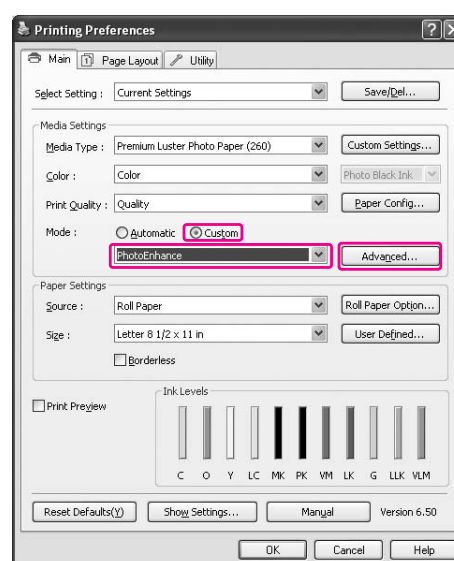 Printing Preferences
Main Page Layout Utility
Select Setting : Current Settings Save/Del...
Media Settings
Media Type : Premium Luster Photo Paper (260) Custom Settings...
Color : Color Photo Black Ink
Print Quality : Quality Paper Config...
Mode : Automatic Custom
PhotoEnhance Advanced...
Paper Settings
Source : Roll Paper Roll Paper Option...
Size : Letter 8 1/2 x 11 in User Defined...
Borderless
Print Preview Ink Levels
C O Y LC MK PK VM LK G LLK VLM
Reset Defaults(Y) Show Settings... Manual Version 6.50
OK Cancel Help